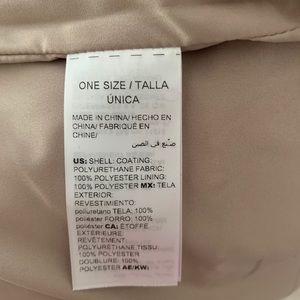 ONE SIZE / TALLA
ÚNICA
MADE IN CHINA/ HECHO EN
CHINA/ FABRIQUÉ EN
CHINE/
صنع في الصين
US: SHELL: COATING:
POLYURETHANE FABRIC:
100% POLYESTER LINING:
100% POLYESTER MX: TELA
EXTERIOR:
REVESTIMIENTO:
poliuretano TELA: 100%
poliéster FORRO: 100%
poliéster CA: ÉTOFFE
EXTÉRIEURE:
REVÊTEMENT:
POLYURÉTHANE TISSU:
100% POLYESTER
DOUBLURE: 100%
POLYESTER AE/KW: